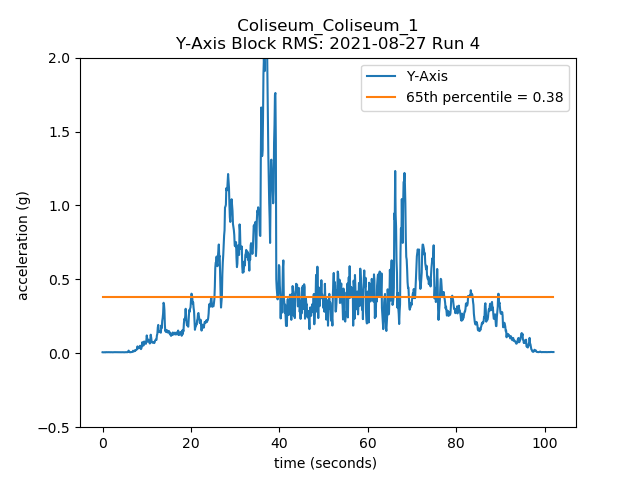 Coliseum_Coliseum_1
Y-Axis Block RMS: 2021-08-27 Run 4
Y-Axis
65th percentile = 0.38
2.0
1.5
1.0
0.5
0.0
−0.5
acceleration (g)
0 20 40 60 80 100
time (seconds)